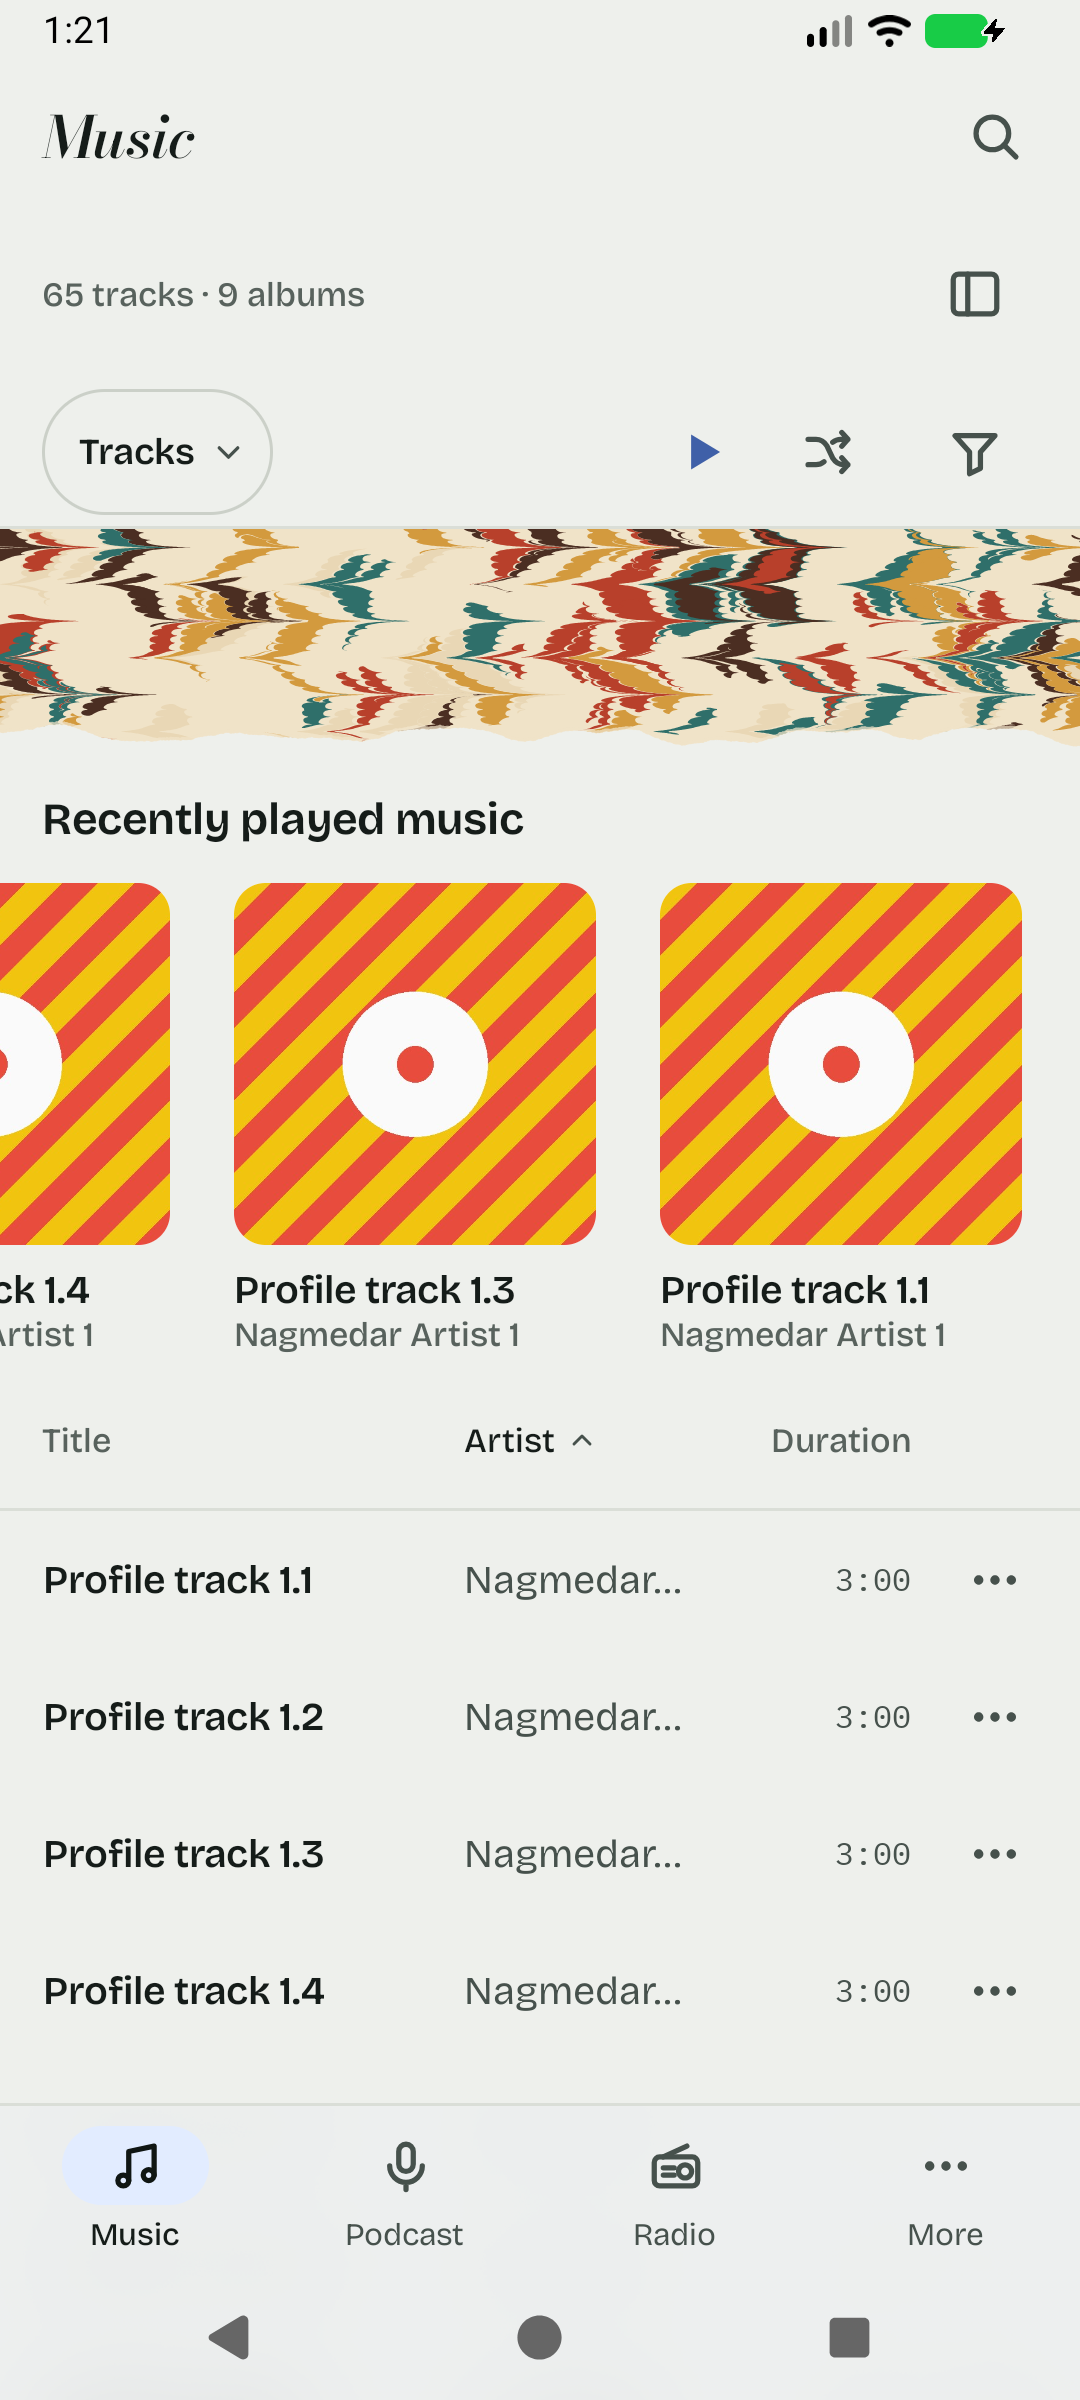 1:21
Music
65 tracks · 9 albums
Tracks
Recently played music
ck 1.4
Artist 1
Profile track 1.3
Nagmedar Artist 1
Profile track 1.1
Nagmedar Artist 1
Title Artist Duration
Profile track 1.1 Nagmedar... 3:00
Profile track 1.2 Nagmedar... 3:00
Profile track 1.3 Nagmedar... 3:00
Profile track 1.4 Nagmedar... 3:00
Music Podcast Radio More